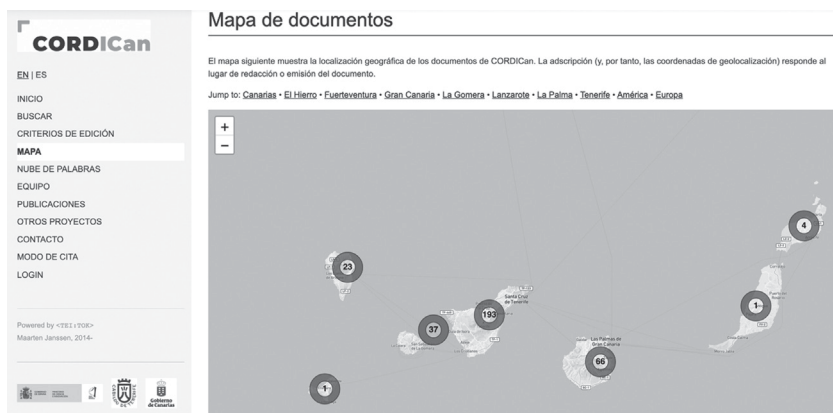 CORDICan
EN | ES
INICIO
BUSCAR
CRITERIOS DE EDICIÓN
MAPA
NUBE DE PALABRAS
EQUIPO
PUBLICACIONES
OTROS PROYECTOS
CONTACTO
MODO DE CITA
LOGIN
Powered by <TEI:TOK>
Maarten Janssen, 2014-
Gobierno
de Canarias
Mapa de documentos
El mapa siguiente muestra la localización geográfica de los documentos de CORDICan. La adscripción (y, por tanto, las coordenadas de geolocalización) responde al
lugar de redacción o emisión del documento.
Jump to: Canarias • El Hierro • Fuerteventura • Gran Canaria • La Gomera • Lanzarote • La Palma • Tenerife • América • Europa
+
−
4
23
Santa Cruz
de Tenerife
193
1
37
Las Palmas de
Gran Canaria
66
1